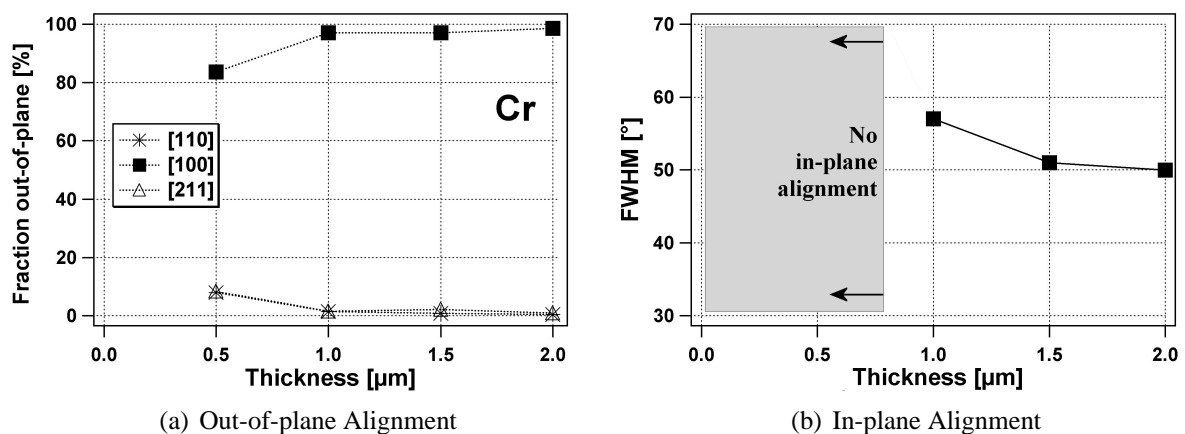 100
80
60
40
20
0
Fraction out-of-plane [%]
Cr
[110]
[100]
[211]
0.0
0.5
1.0
1.5
2.0
Thickness [µm]
(a) Out-of-plane Alignment
70
60
50
40
30
FWHM [°]
No
in-plane
alignment
0.0
0.5
1.0
1.5
2.0
Thickness [µm]
(b) In-plane Alignment